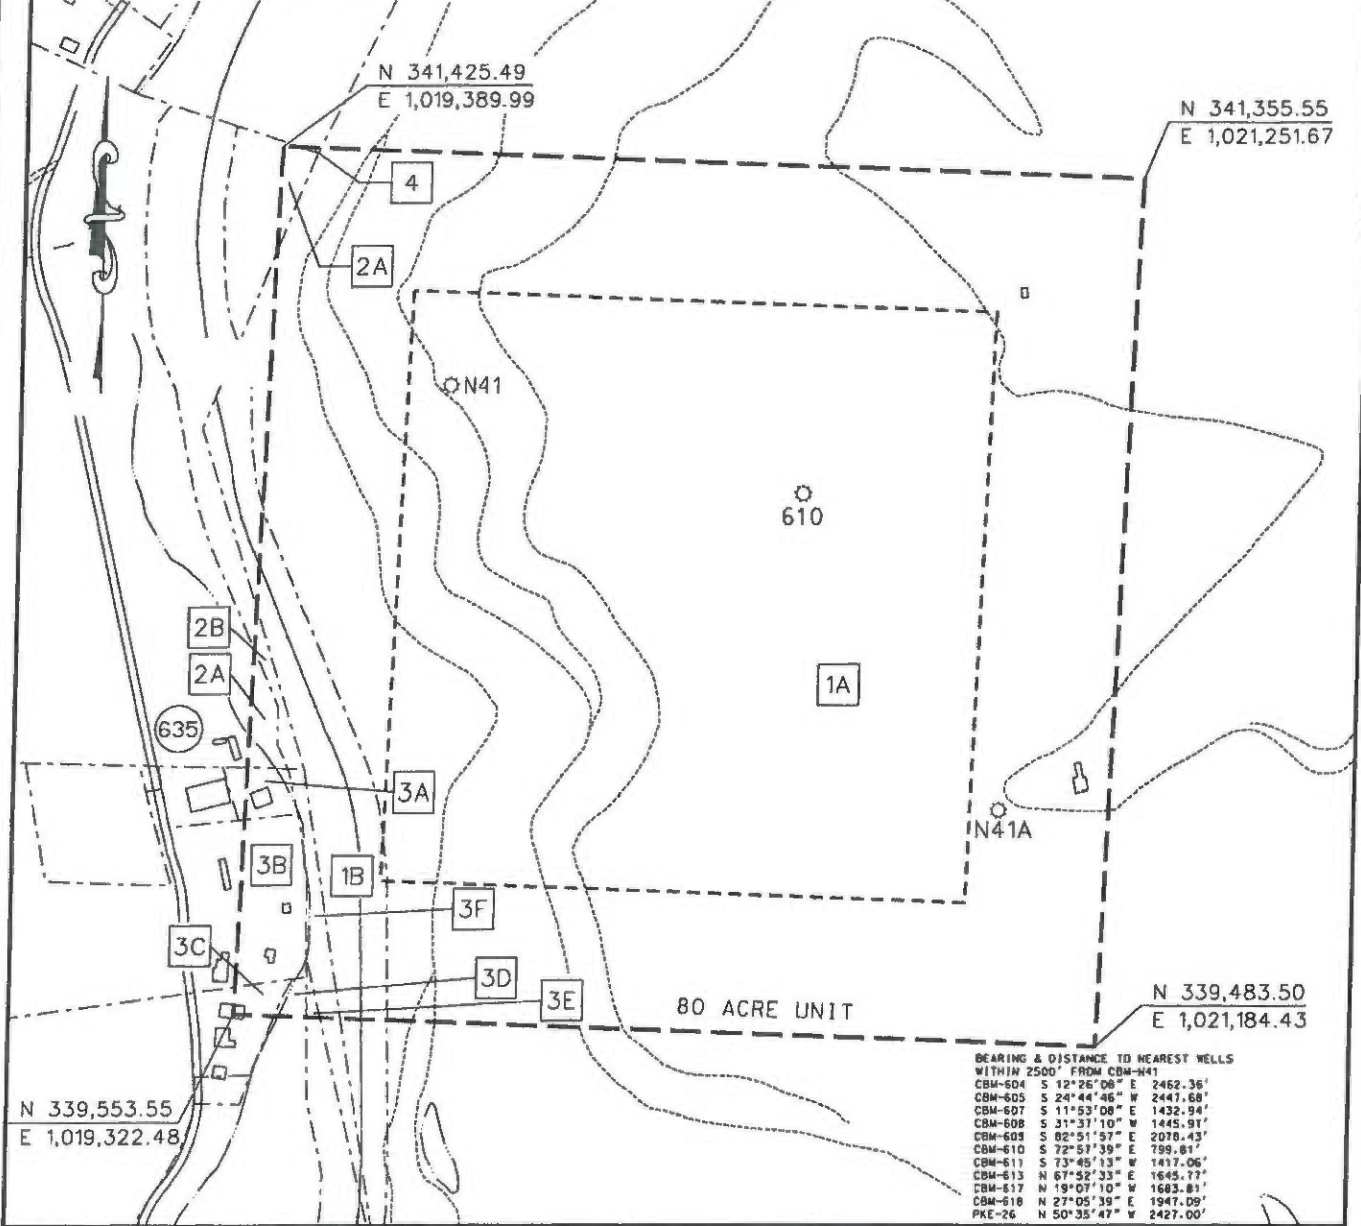 N 341,425.49
E 1,019,389.99
N 341,355.55
E 1,021,251.67
4
2A
N41
610
2B
2A
1A
635
3A
N41A
3B
1B
3F
3C
3D
3E
80 ACRE UNIT
N 339,483.50
E 1,021,184.43
N 339,553.55
E 1,019,322.48
BEARING & DISTANCE TO NEAREST WELLS
WITHIN 2500' FROM CBM-N41
CBM-604 S 12°26'08" E 2462.36'
CBM-605 S 24°44'46" W 2447.68'
CBM-607 S 11°53'08" E 1432.94'
CBM-608 S 31°37'10" W 1445.91'
CBM-609 S 82°51'57" E 2078.43'
CBM-610 S 72°57'39" E 799.81'
CBM-611 S 73°45'13" W 1417.06'
CBM-613 N 67°52'33" E 1645.77'
CBM-617 N 19°07'10" W 1683.81'
CBM-618 N 27°05'39" E 1947.09'
PKE-26 N 50°35'47" W 2427.00'